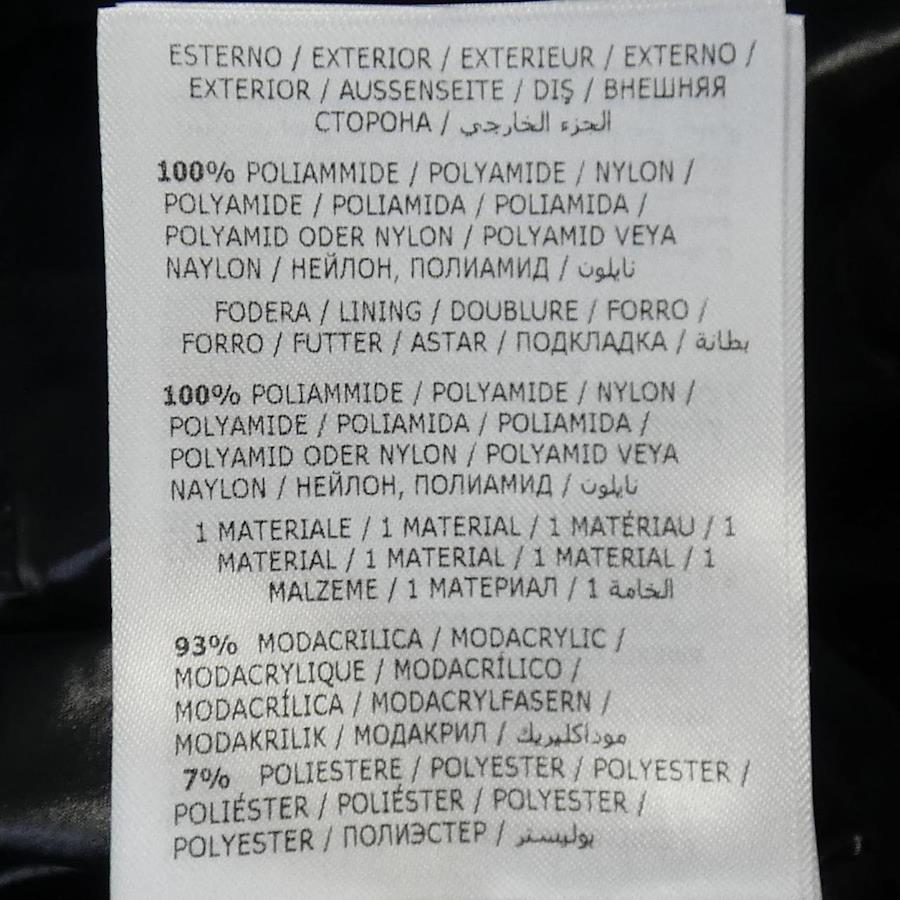 ESTERNO / EXTERIOR / EXTERIEUR / EXTERNO /
EXTERIOR / AUSSENSEITE / DIŞ / ВНЕШНЯЯ
СТОРОНА / الجزء الخارجي
100% POLIAMMIDE / POLYAMIDE / NYLON /
POLYAMIDE / POLIAMIDA / POLIAMIDA /
POLYAMID ODER NYLON / POLYAMID VEYA
NAYLON / НЕЙЛОН, ПОЛИАМИД / نايلون
FODERA / LINING / DOUBLURE / FORRO /
FORRO / FUTTER / ASTAR / ПОДКЛАДКА / بطانة
100% POLIAMMIDE / POLYAMIDE / NYLON /
POLYAMIDE / POLIAMIDA / POLIAMIDA /
POLYAMID ODER NYLON / POLYAMID VEYA
NAYLON / НЕЙЛОН, ПОЛИАМИД / نايلون
1 MATERIALE / 1 MATERIAL / 1 MATÉRIAU / 1
MATERIAL / 1 MATERIAL / 1 MATERIAL / 1
MALZEME / 1 МАТЕРИАЛ / 1 الخامة
93% MODACRILICA / MODACRYLIC /
MODACRYLIQUE / MODACRÍLICO /
MODACRÍLICA / MODACRYLFASERN /
MODAKRILIK / МОДАКРИЛ / موداكليريك
7% POLIESTERE / POLYESTER / POLYESTER /
POLIÉSTER / POLIÉSTER / POLYESTER /
POLYESTER / ПОЛИЭСТЕР / بوليستر